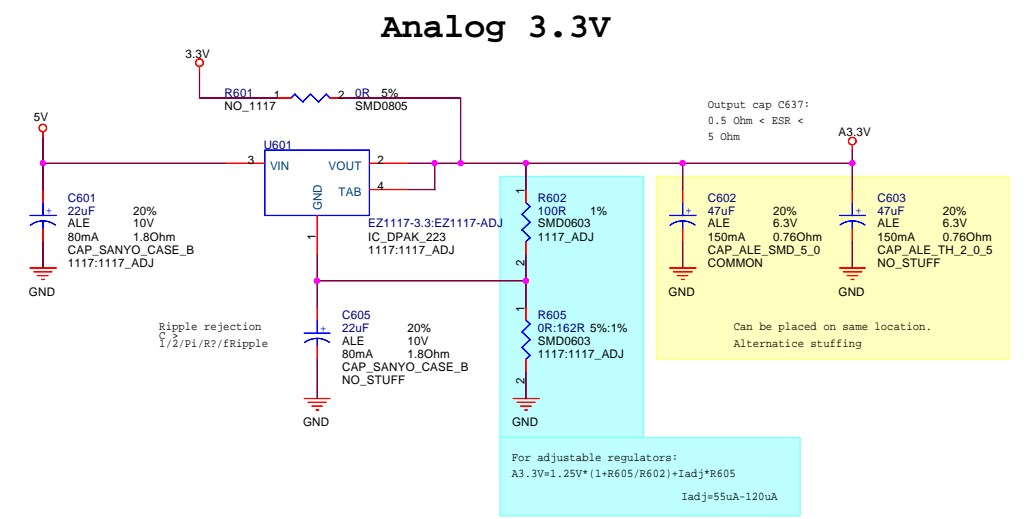 Analog 3.3V
3.3V
R601 1 2 0R 5%
NO_1117 SMD0805
Output cap C637:
0.5 Ohm < ESR <
5 Ohm
5V
A3.3V
U601
3 VIN VOUT 2
TAB 4
GND
1
EZ1117-3.3:EZ1117-ADJ
IC_DPAK_223
1117:1117_ADJ
C601
22uF 20%
ALE 10V
80mA 1.8Ohm
CAP_SANYO_CASE_B
1117:1117_ADJ
GND
1
R602
100R 1%
SMD0603
1117_ADJ
2
C602
47uF 20%
ALE 6.3V
150mA 0.76Ohm
CAP_ALE_SMD_5_0
COMMON
GND
C603
47uF 20%
ALE 6.3V
150mA 0.76Ohm
CAP_ALE_TH_2_0_5
NO_STUFF
GND
Ripple rejection
C >
1/2/Pi/R?/fRipple
C605
22uF 20%
ALE 10V
80mA 1.8Ohm
CAP_SANYO_CASE_B
NO_STUFF
GND
1
R605
0R:162R 5%:1%
SMD0603
1117:1117_ADJ
2
GND
Can be placed on same location.
Alternatice stuffing
For adjustable regulators:
A3.3V=1.25V*(1+R605/R602)+Iadj*R605
Iadj=55uA-120uA